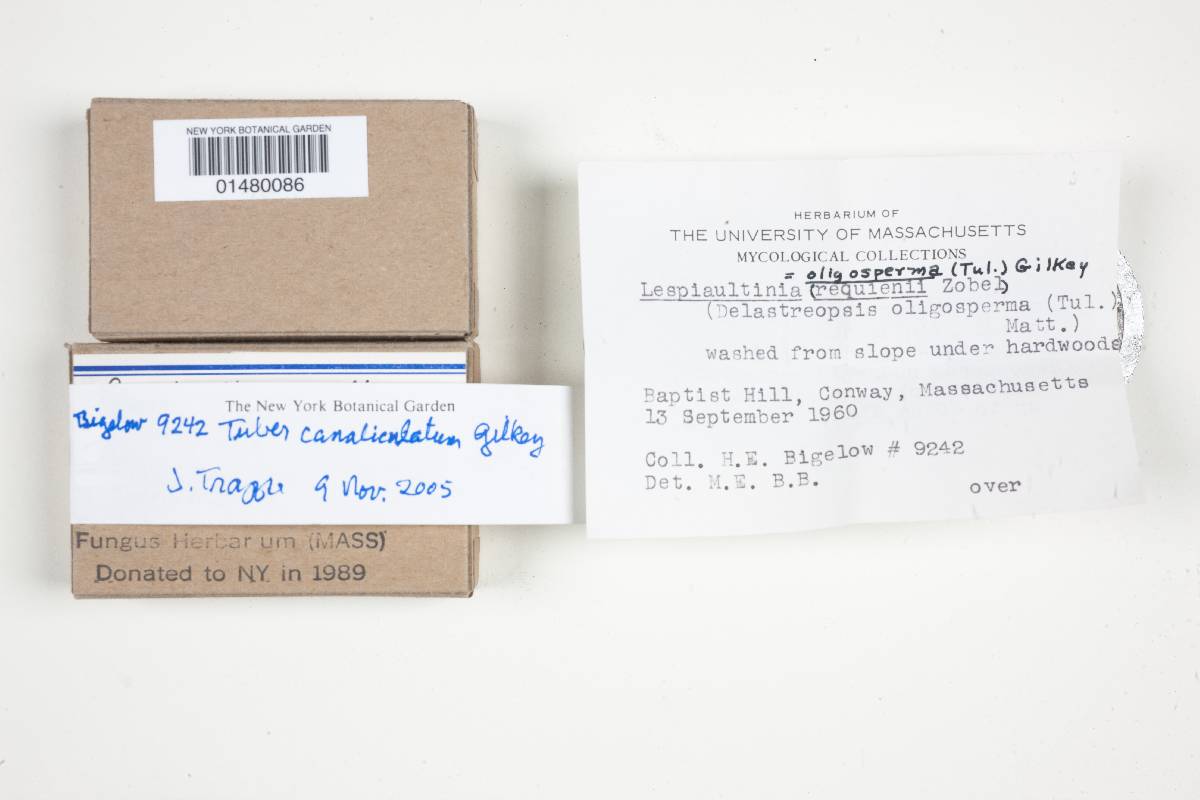 NEW YORK BOTANICAL GARDEN
01480086
The New York Botanical Garden
Bigelow 9242 Tuber canaliculatum Gilkey
J. Trappe 9 Nov. 2005
Fungus Herbar um (MASS)
Donated to NY in 1989
HERBARIUM OF
THE UNIVERSITY OF MASSACHUSETTS
MYCOLOGICAL COLLECTIONS
= oligosperma (Tul.) Gilkey
Lespiaultinia (requienii Zobel)
(Delastreopsis oligosperma (Tul.)
Matt.)
washed from slope under hardwoods
Baptist Hill, Conway, Massachusetts
13 September 1960
Coll. H.E. Bigelow # 9242
Det. M.E. B.B.
over